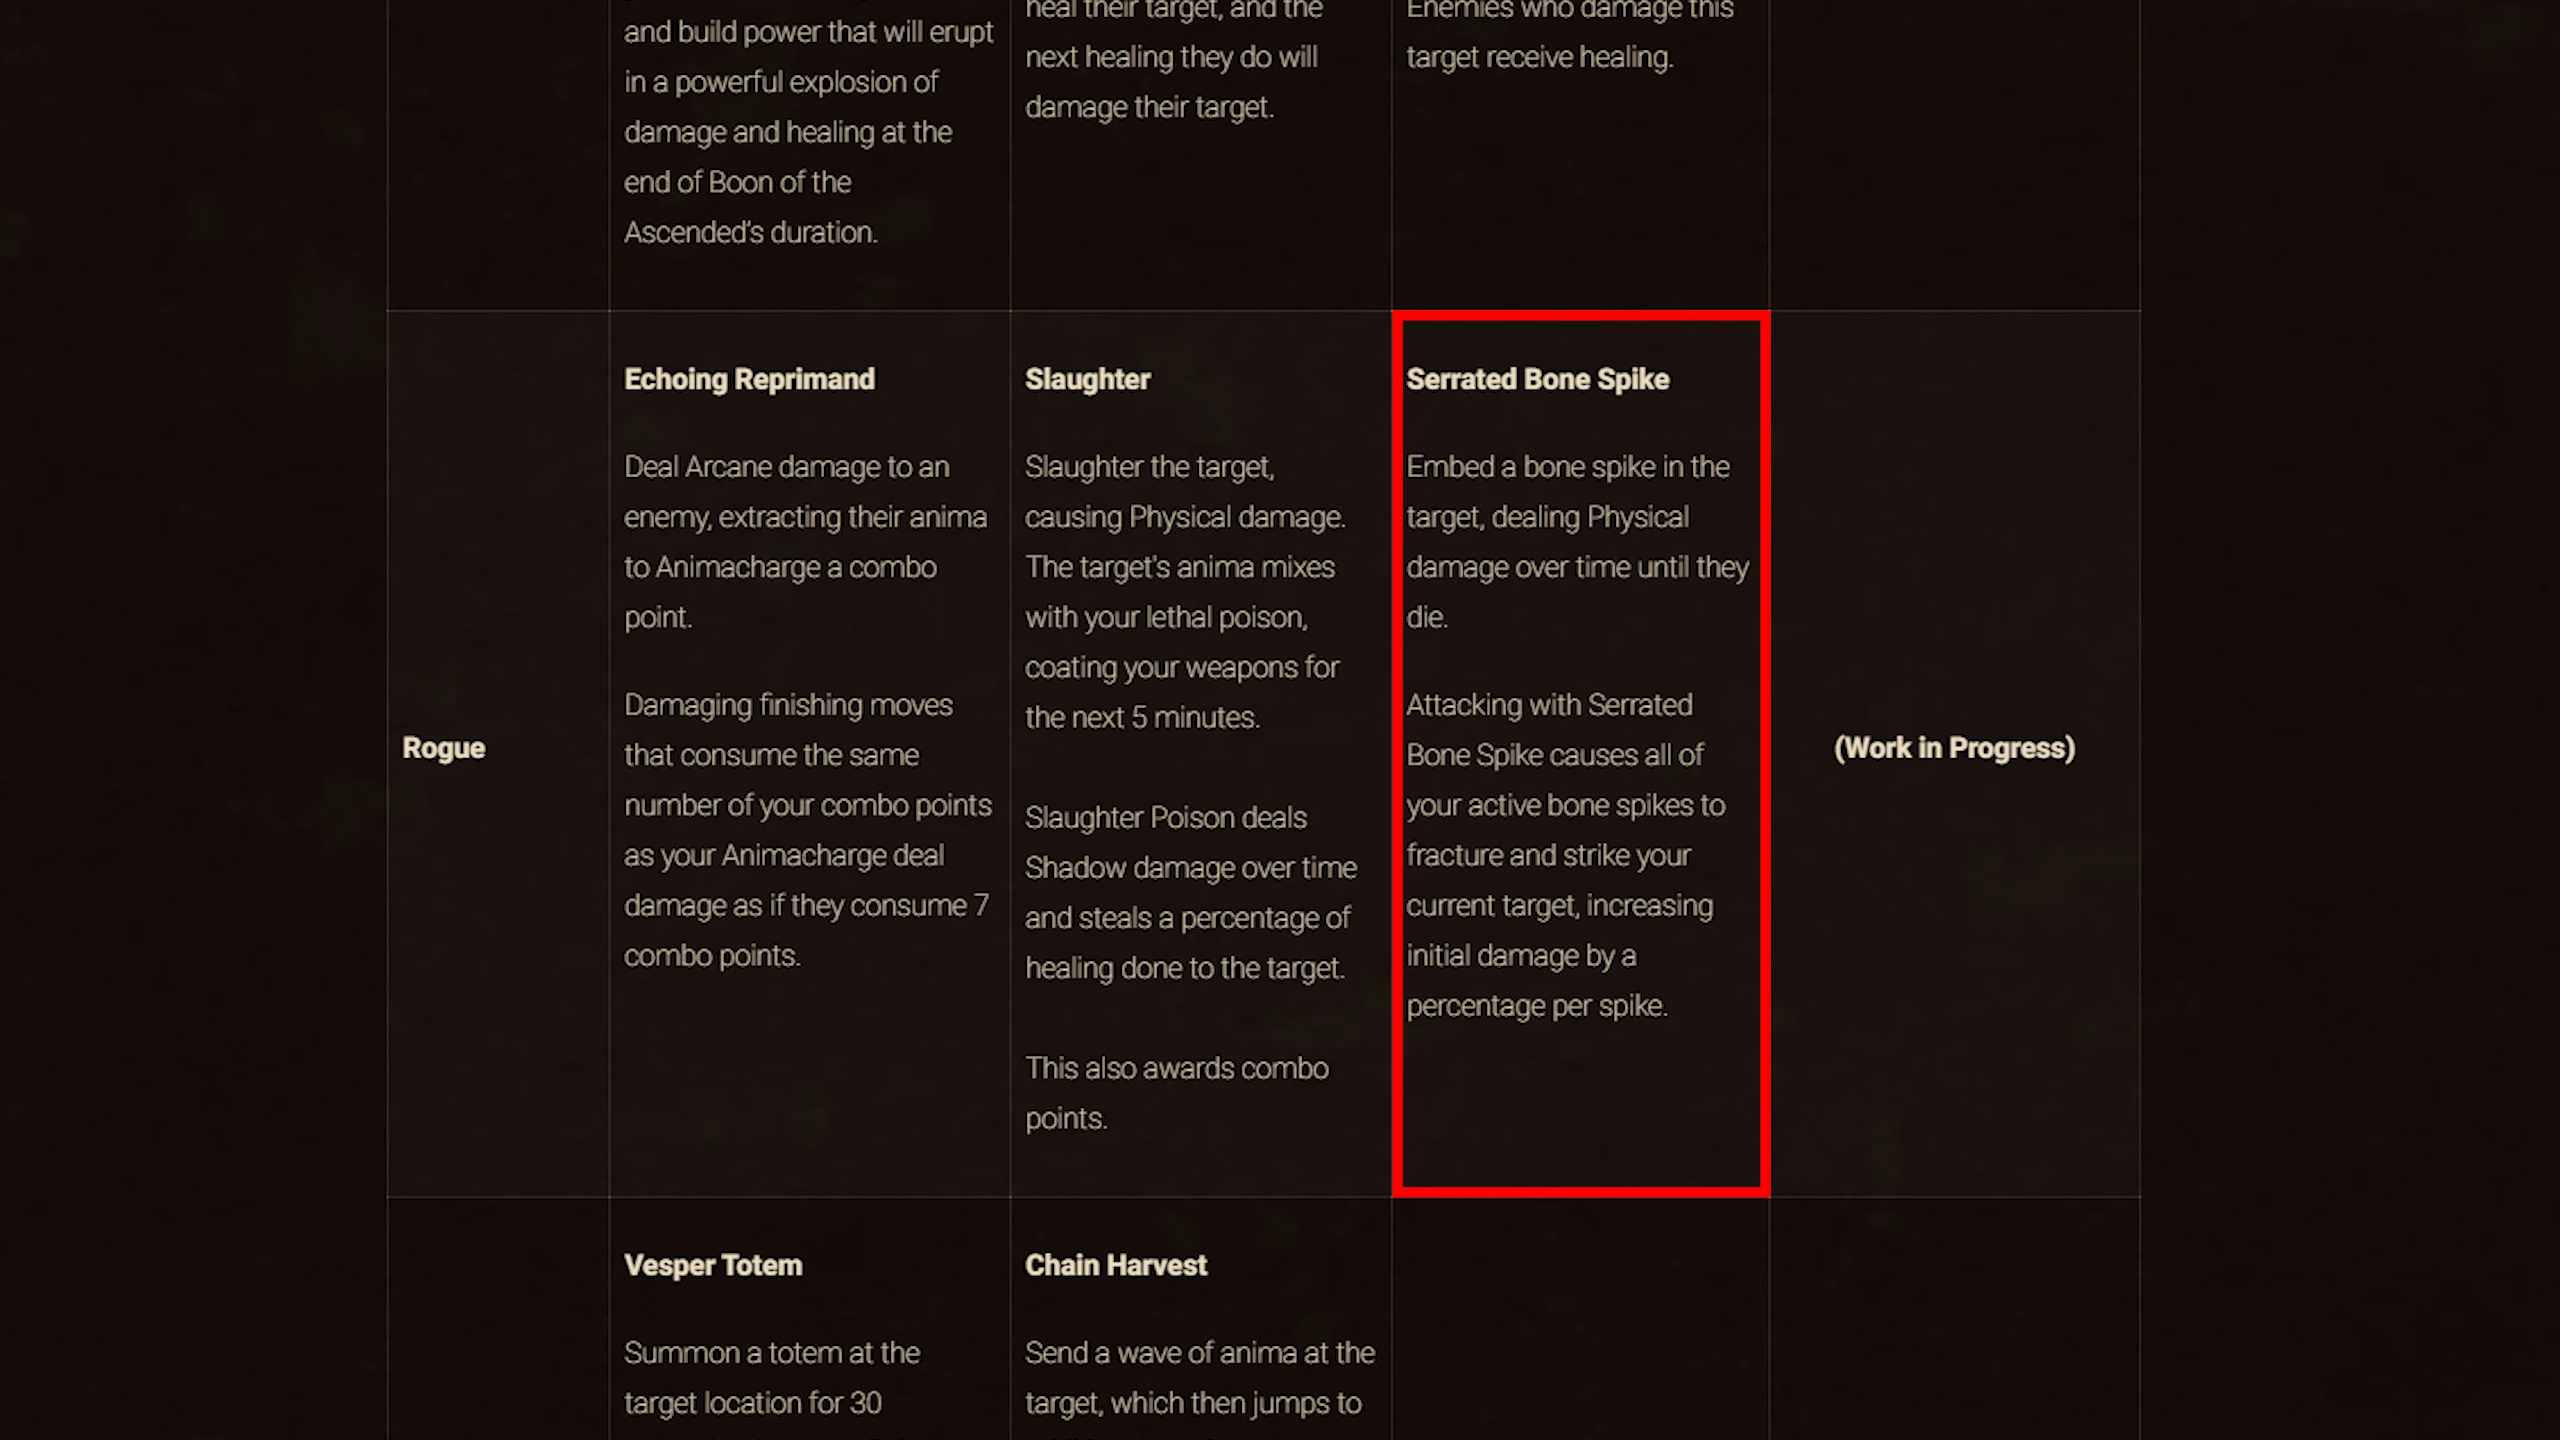 and build power that will erupt
in a powerful explosion of
damage and healing at the
end of Boon of the
Ascended's duration.
heal their target, and the
next healing they do will
damage their target.
Enemies who damage this
target receive healing.
Rogue
Echoing Reprimand
Deal Arcane damage to an
enemy, extracting their anima
to Animacharge a combo
point.
Damaging finishing moves
that consume the same
number of your combo points
as your Animacharge deal
damage as if they consume 7
combo points.
Slaughter
Slaughter the target,
causing Physical damage.
The target's anima mixes
with your lethal poison,
coating your weapons for
the next 5 minutes.
Slaughter Poison deals
Shadow damage over time
and steals a percentage of
healing done to the target.
This also awards combo
points.
Serrated Bone Spike
Embed a bone spike in the
target, dealing Physical
damage over time until they
die.
Attacking with Serrated
Bone Spike causes all of
your active bone spikes to
fracture and strike your
current target, increasing
initial damage by a
percentage per spike.
(Work in Progress)
Vesper Totem
Summon a totem at the
target location for 30
Chain Harvest
Send a wave of anima at the
target, which then jumps to